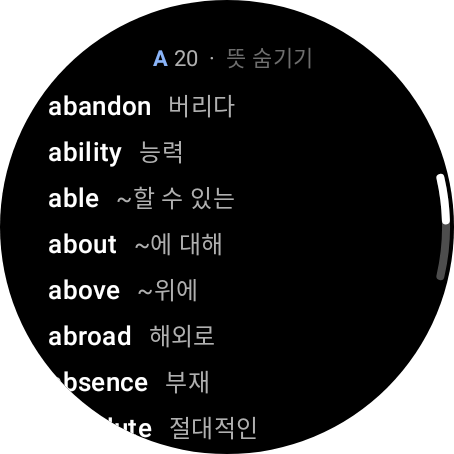 A 20 · 뜻 숨기기
abandon 버리다
ability 능력
able ~할 수 있는
about ~에 대해
above ~위에
abroad 해외로
absence 부재
절대적인